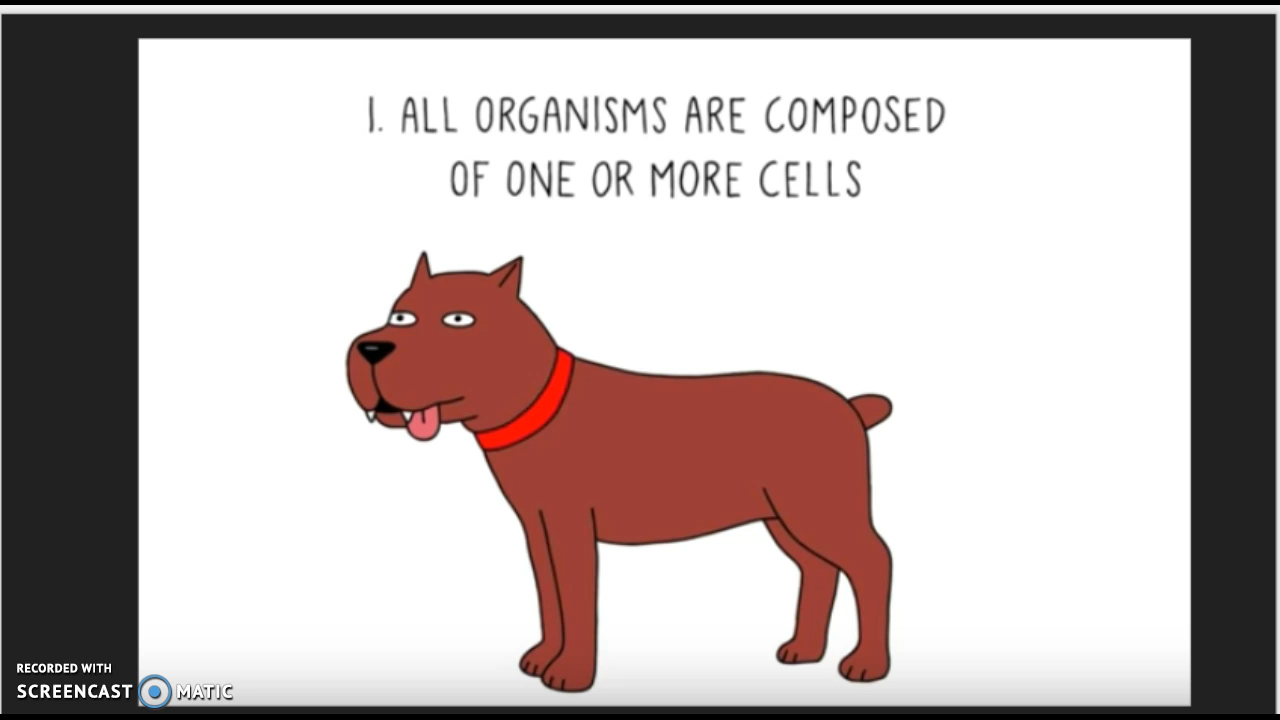 1. ALL ORGANISMS ARE COMPOSED
OF ONE OR MORE CELLS
RECORDED WITH
SCREENCAST MATIC